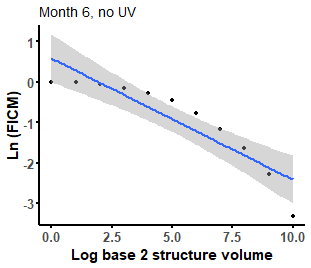 Month 6, no UV
Ln (FICM)
1
0
-1
-2
-3
0.0 2.5 5.0 7.5 10.0
Log base 2 structure volume